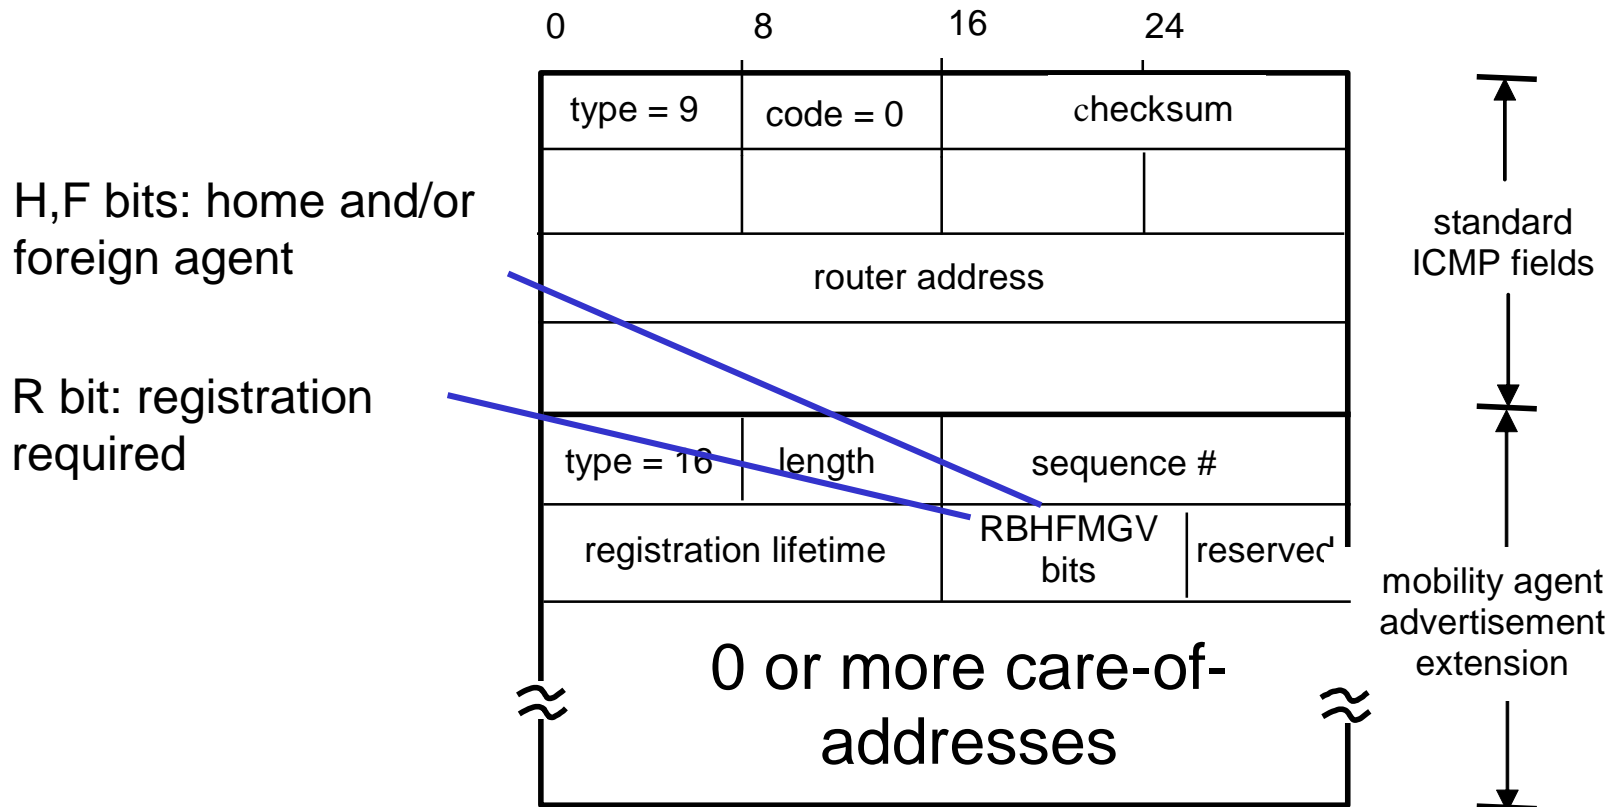 0 8 16 24
type = 9 code = 0 checksum
H,F bits: home and/or
foreign agent
standard
ICMP fields
router address
R bit: registration
required
type = 16 length sequence #
registration lifetime
RBHFMGV
bits
reserved
mobility agent
advertisement
extension
0 or more care-of-
addresses